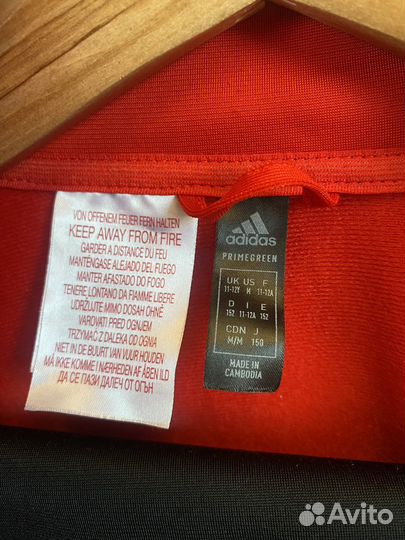 VON OFFENEM FEUER FERN HALTEN
KEEP AWAY FROM FIRE
GARDER A DISTANCE DU FEU
MANTÉNGASE ALEJADO DEL FUEGO
MANTER AFASTADO DO FOGO
TENERE LONTANO DA FIAMME LIBERE
UDRŽUJTE MIMO DOSAH OHNĚ
VAROVATI PRED OGNJEM
TRZYMAĆ Z DALEKA OD OGNIA
NIET IN DE BUURT VAN VUUR HOUDEN
MÅ IKKE KOMME I NÆRHEDEN AF ÅBEN ILD
ДА СЕ ПАЗИ ДАЛЕЧ ОТ ОГЪН
adidas
PRIMEGREEN
UK US F
11-12Y M 11-12A
D I E
152 11-12A 152
CDN J
M/M 150
MADE IN
CAMBODIA
Avito